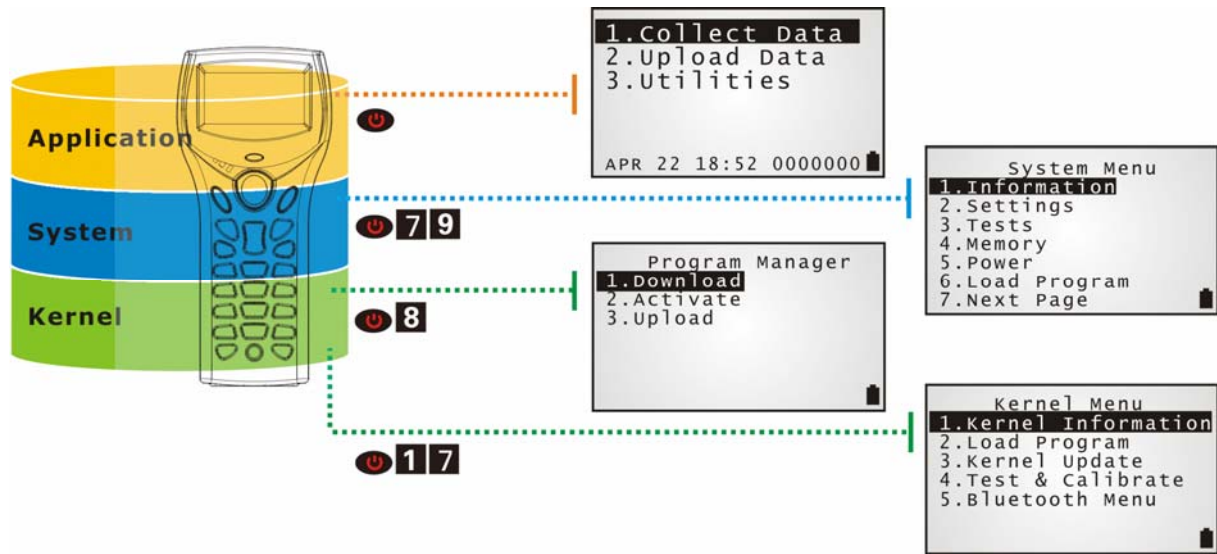 Application
System
Kernel
1.Collect Data
2.Upload Data
3.Utilities
APR 22 18:52 0000000
7 9
System Menu
1.Information
2.Settings
3.Tests
4.Memory
5.Power
6.Load Program
7.Next Page
8
Program Manager
1.Download
2.Activate
3.Upload
1 7
Kernel Menu
1.Kernel Information
2.Load Program
3.Kernel Update
4.Test & Calibrate
5.Bluetooth Menu